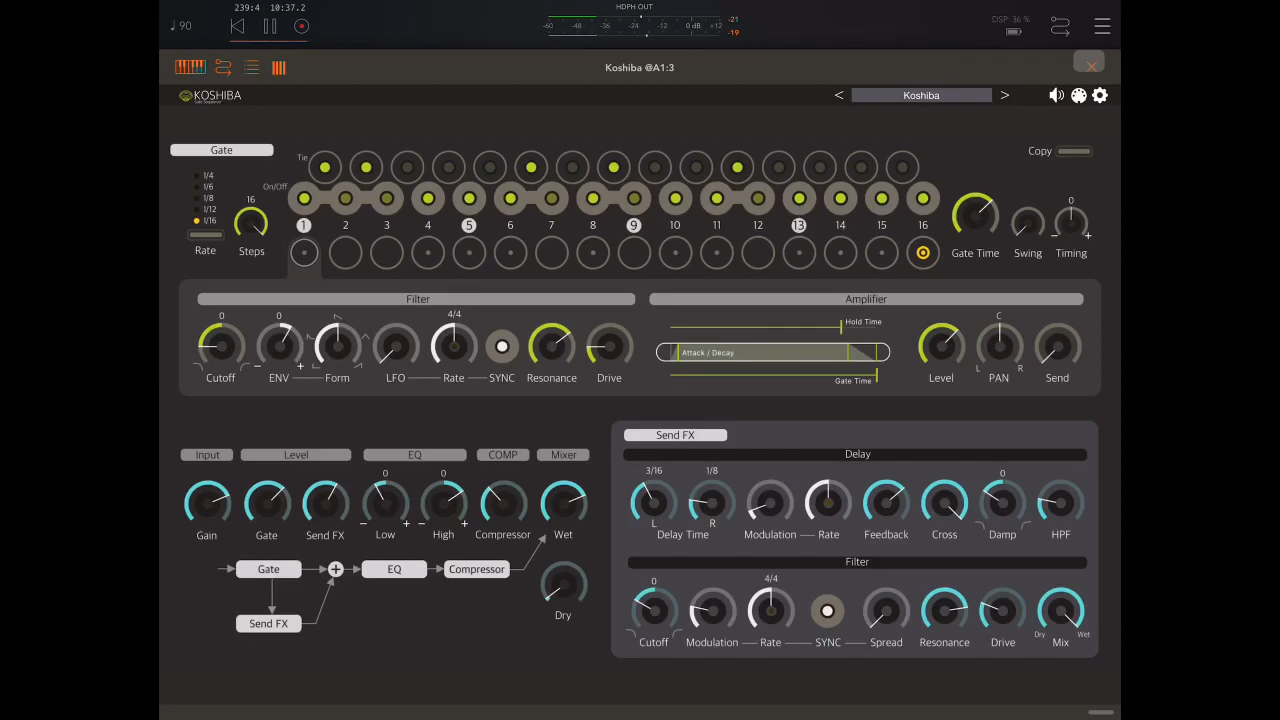 239:4 10:37.2
♩90
HDPH OUT
-60 -48 -36 -24 -12 0 dB +12
-21
-19
DSP: 36 %
Koshiba @A1:3
KOSHIBA
Gate Sequencer
< Koshiba >
Gate
Tie
Copy
1/4
1/6
1/8
1/12
1/16
On/Off
16
0
1 2 3 4 5 6 7 8 9 10 11 12 13 14 15 16
- +
Rate Steps Gate Time Swing Timing
Filter Amplifier
0 0 4/4 Hold Time C
Attack / Decay
- +
L R
Gate Time
Cutoff ENV Form LFO Rate SYNC Resonance Drive Level PAN Send
Send FX
Input Level EQ COMP Mixer
Delay
0 0
3/16 1/8 0
- + - +
L R
Gain Gate Send FX Low High Compressor Wet
Delay Time Modulation Rate Feedback Cross Damp HPF
Gate + EQ Compressor
Filter
0 4/4
Dry
Send FX
Dry Wet
Cutoff Modulation Rate SYNC Spread Resonance Drive Mix